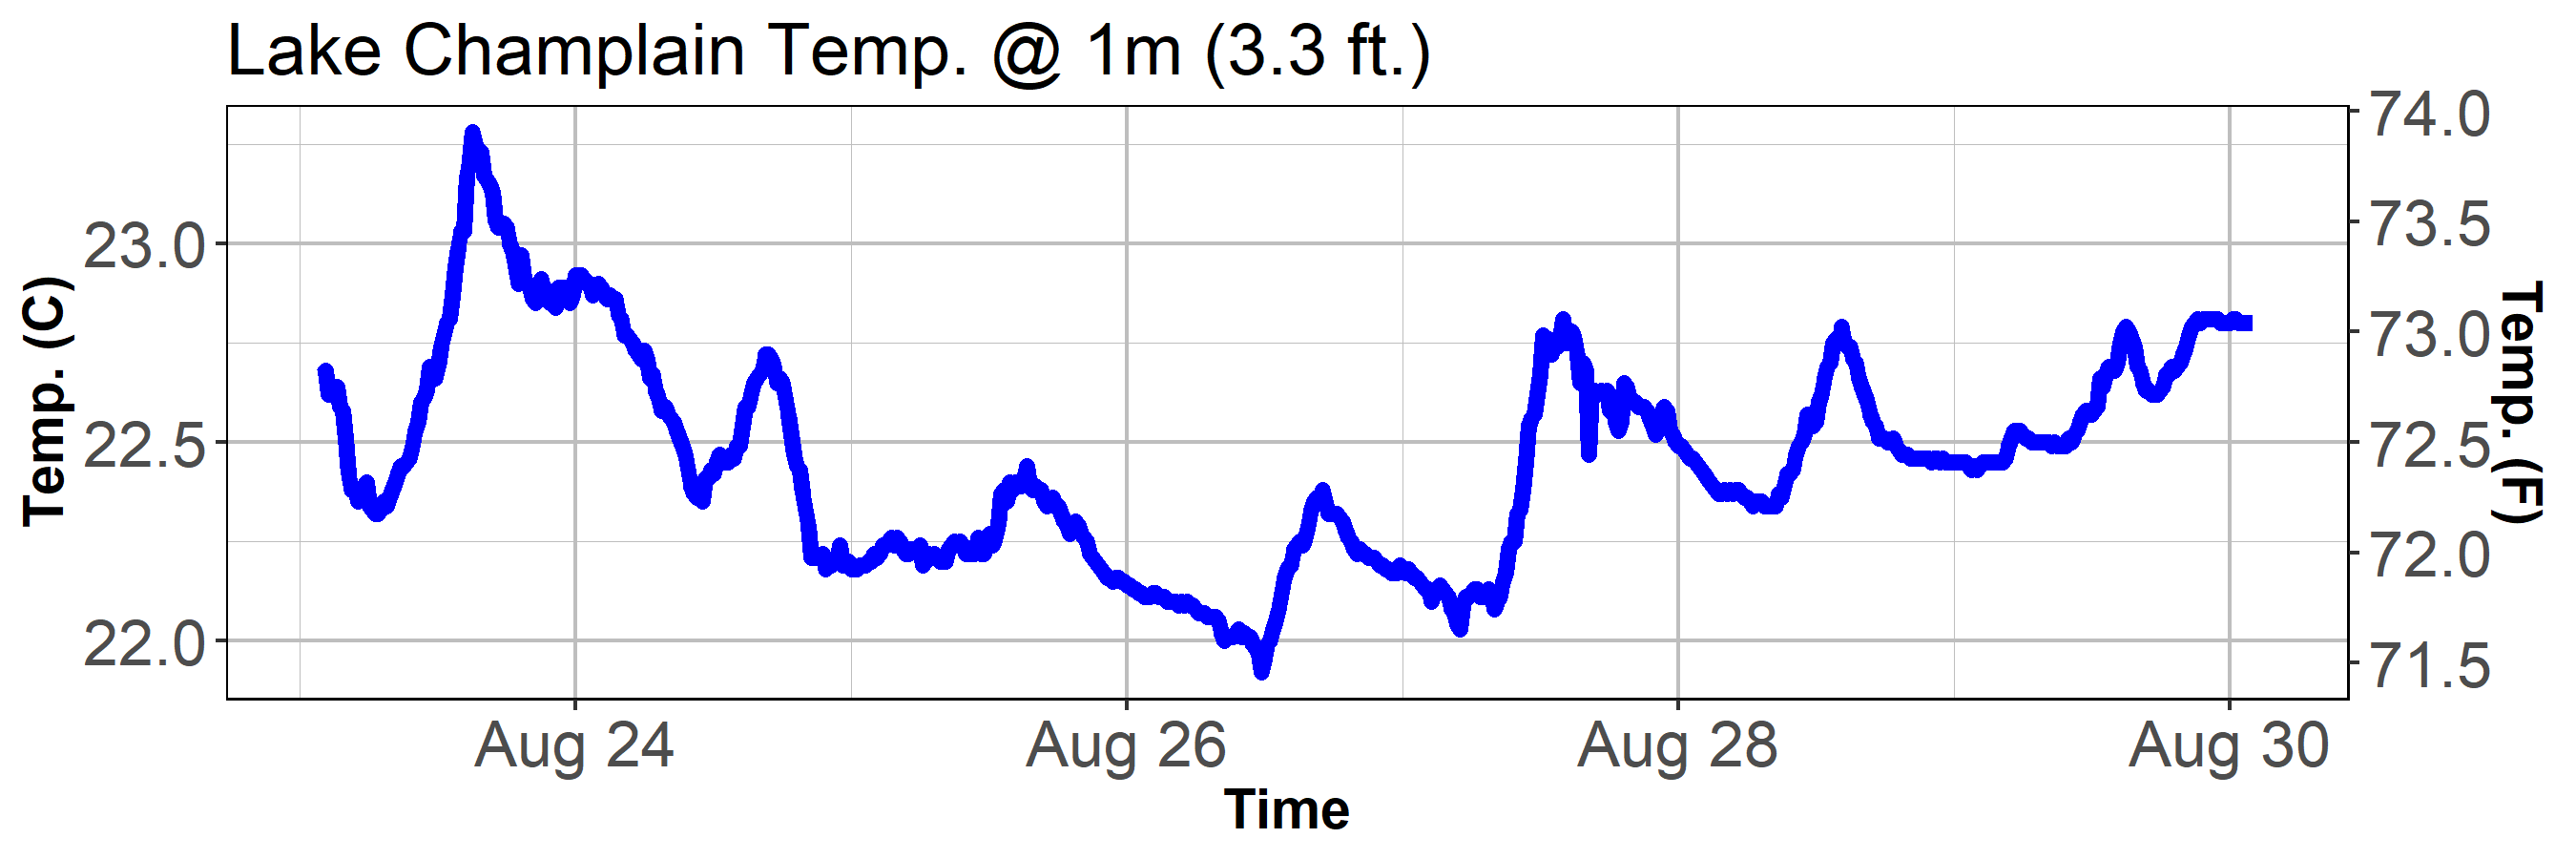 Lake Champlain Temp. @ 1m (3.3 ft.)
Temp. (C)
23.0
22.5
22.0
74.0
73.5
73.0
72.5
72.0
71.5
Temp. (F)
Aug 24 Aug 26 Aug 28 Aug 30
Time